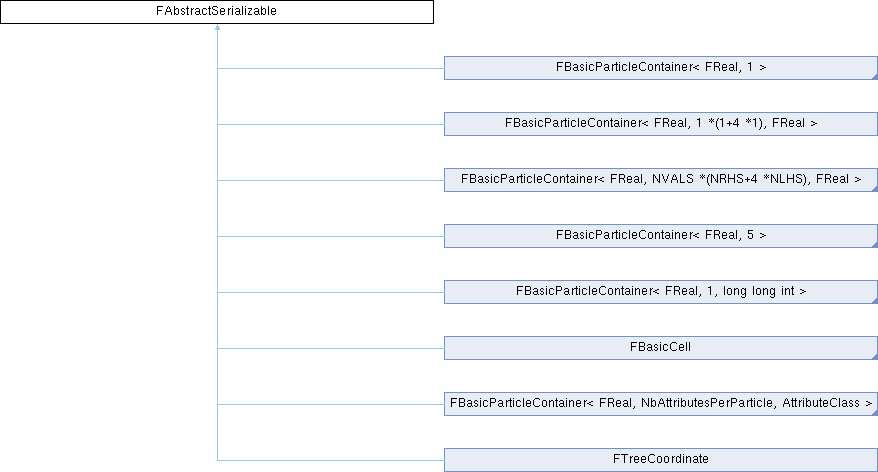 FAbstractSerializable
FBasicParticleContainer< FReal, 1 >
FBasicParticleContainer< FReal, 1 *(1+4 *1), FReal >
FBasicParticleContainer< FReal, NVALS *(NRHS+4 *NLHS), FReal >
FBasicParticleContainer< FReal, 5 >
FBasicParticleContainer< FReal, 1, long long int >
FBasicCell
FBasicParticleContainer< FReal, NbAttributesPerParticle, AttributeClass >
FTreeCoordinate